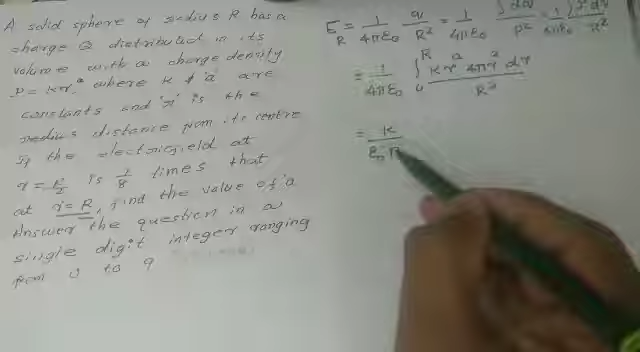 A solid sphere of radius R has a
charge Q distributed in its
volume with a charge density
ρ = Kr^a, where K & 'a' are
constants and 'r' is the
radius distance from its centre
If the electric field at
r = R/2 is 1/8 times that
at r = R, find the value of 'a
Answer the question in a
single digit integer ranging
from 0 to 9
E_R = 1/4πε0 q/R² = 1/4πε0 ∫dq/R² = 1/4πε0 ∫ρ dv/R²
= 1/4πε0 ∫₀^R K r^a 4πr² dr / R²
= K / ε0 R